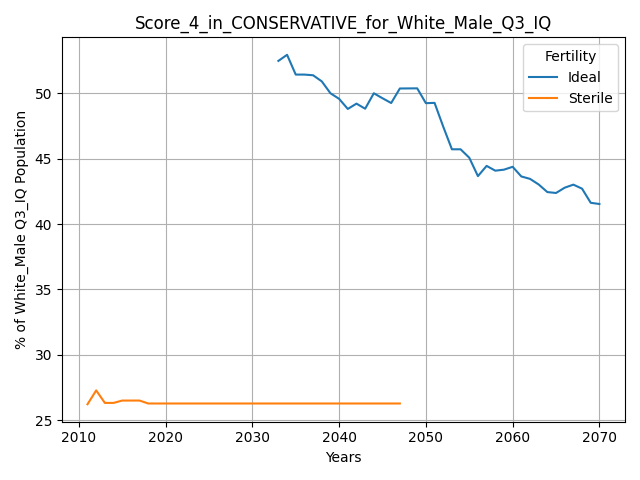 Score_4_in_CONSERVATIVE_for_White_Male_Q3_IQ
Fertility
Ideal
Sterile
% of White_Male Q3_IQ Population
50
45
40
35
30
25
2010
2020
2030
2040
2050
2060
2070
Years